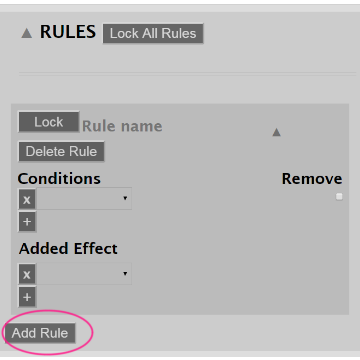 ▲ RULES Lock All Rules
Lock Rule name ▲
Delete Rule
Conditions Remove
x
+
Added Effect
x
+
Add Rule